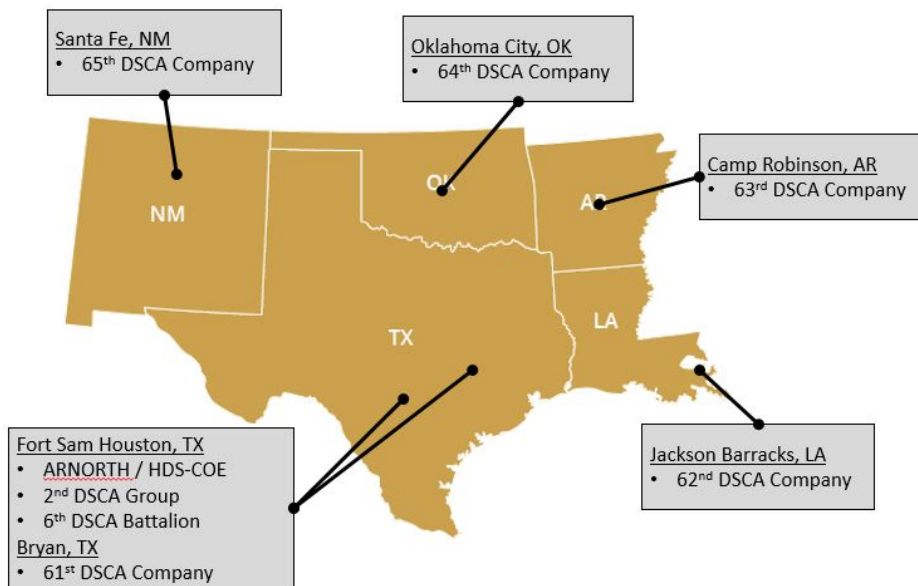 Santa Fe, NM
• 65th DSCA Company
Oklahoma City, OK
• 64th DSCA Company
Camp Robinson, AR
• 63rd DSCA Company
NM
OK
AR
TX
LA
Fort Sam Houston, TX
• ARNORTH / HDS-COE
• 2nd DSCA Group
• 6th DSCA Battalion
Bryan, TX
• 61st DSCA Company
Jackson Barracks, LA
• 62nd DSCA Company